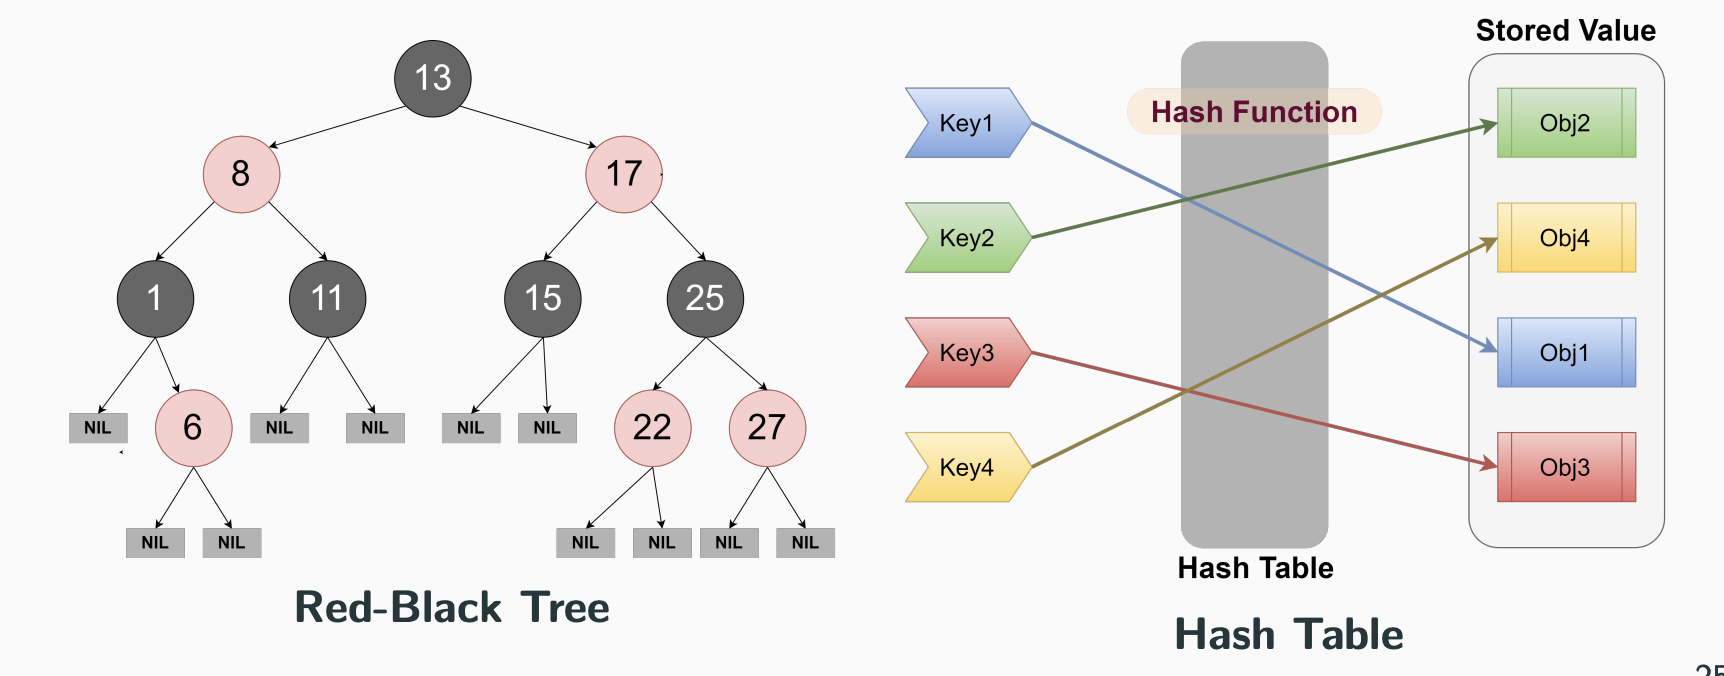 13
8
17
1
11
15
25
NIL
6
NIL
NIL
NIL
NIL
22
27
NIL
NIL
NIL
NIL
NIL
NIL
Red-Black Tree
Stored Value
Hash Function
Key1
Obj2
Key2
Obj4
Key3
Obj1
Key4
Obj3
Hash Table
Hash Table